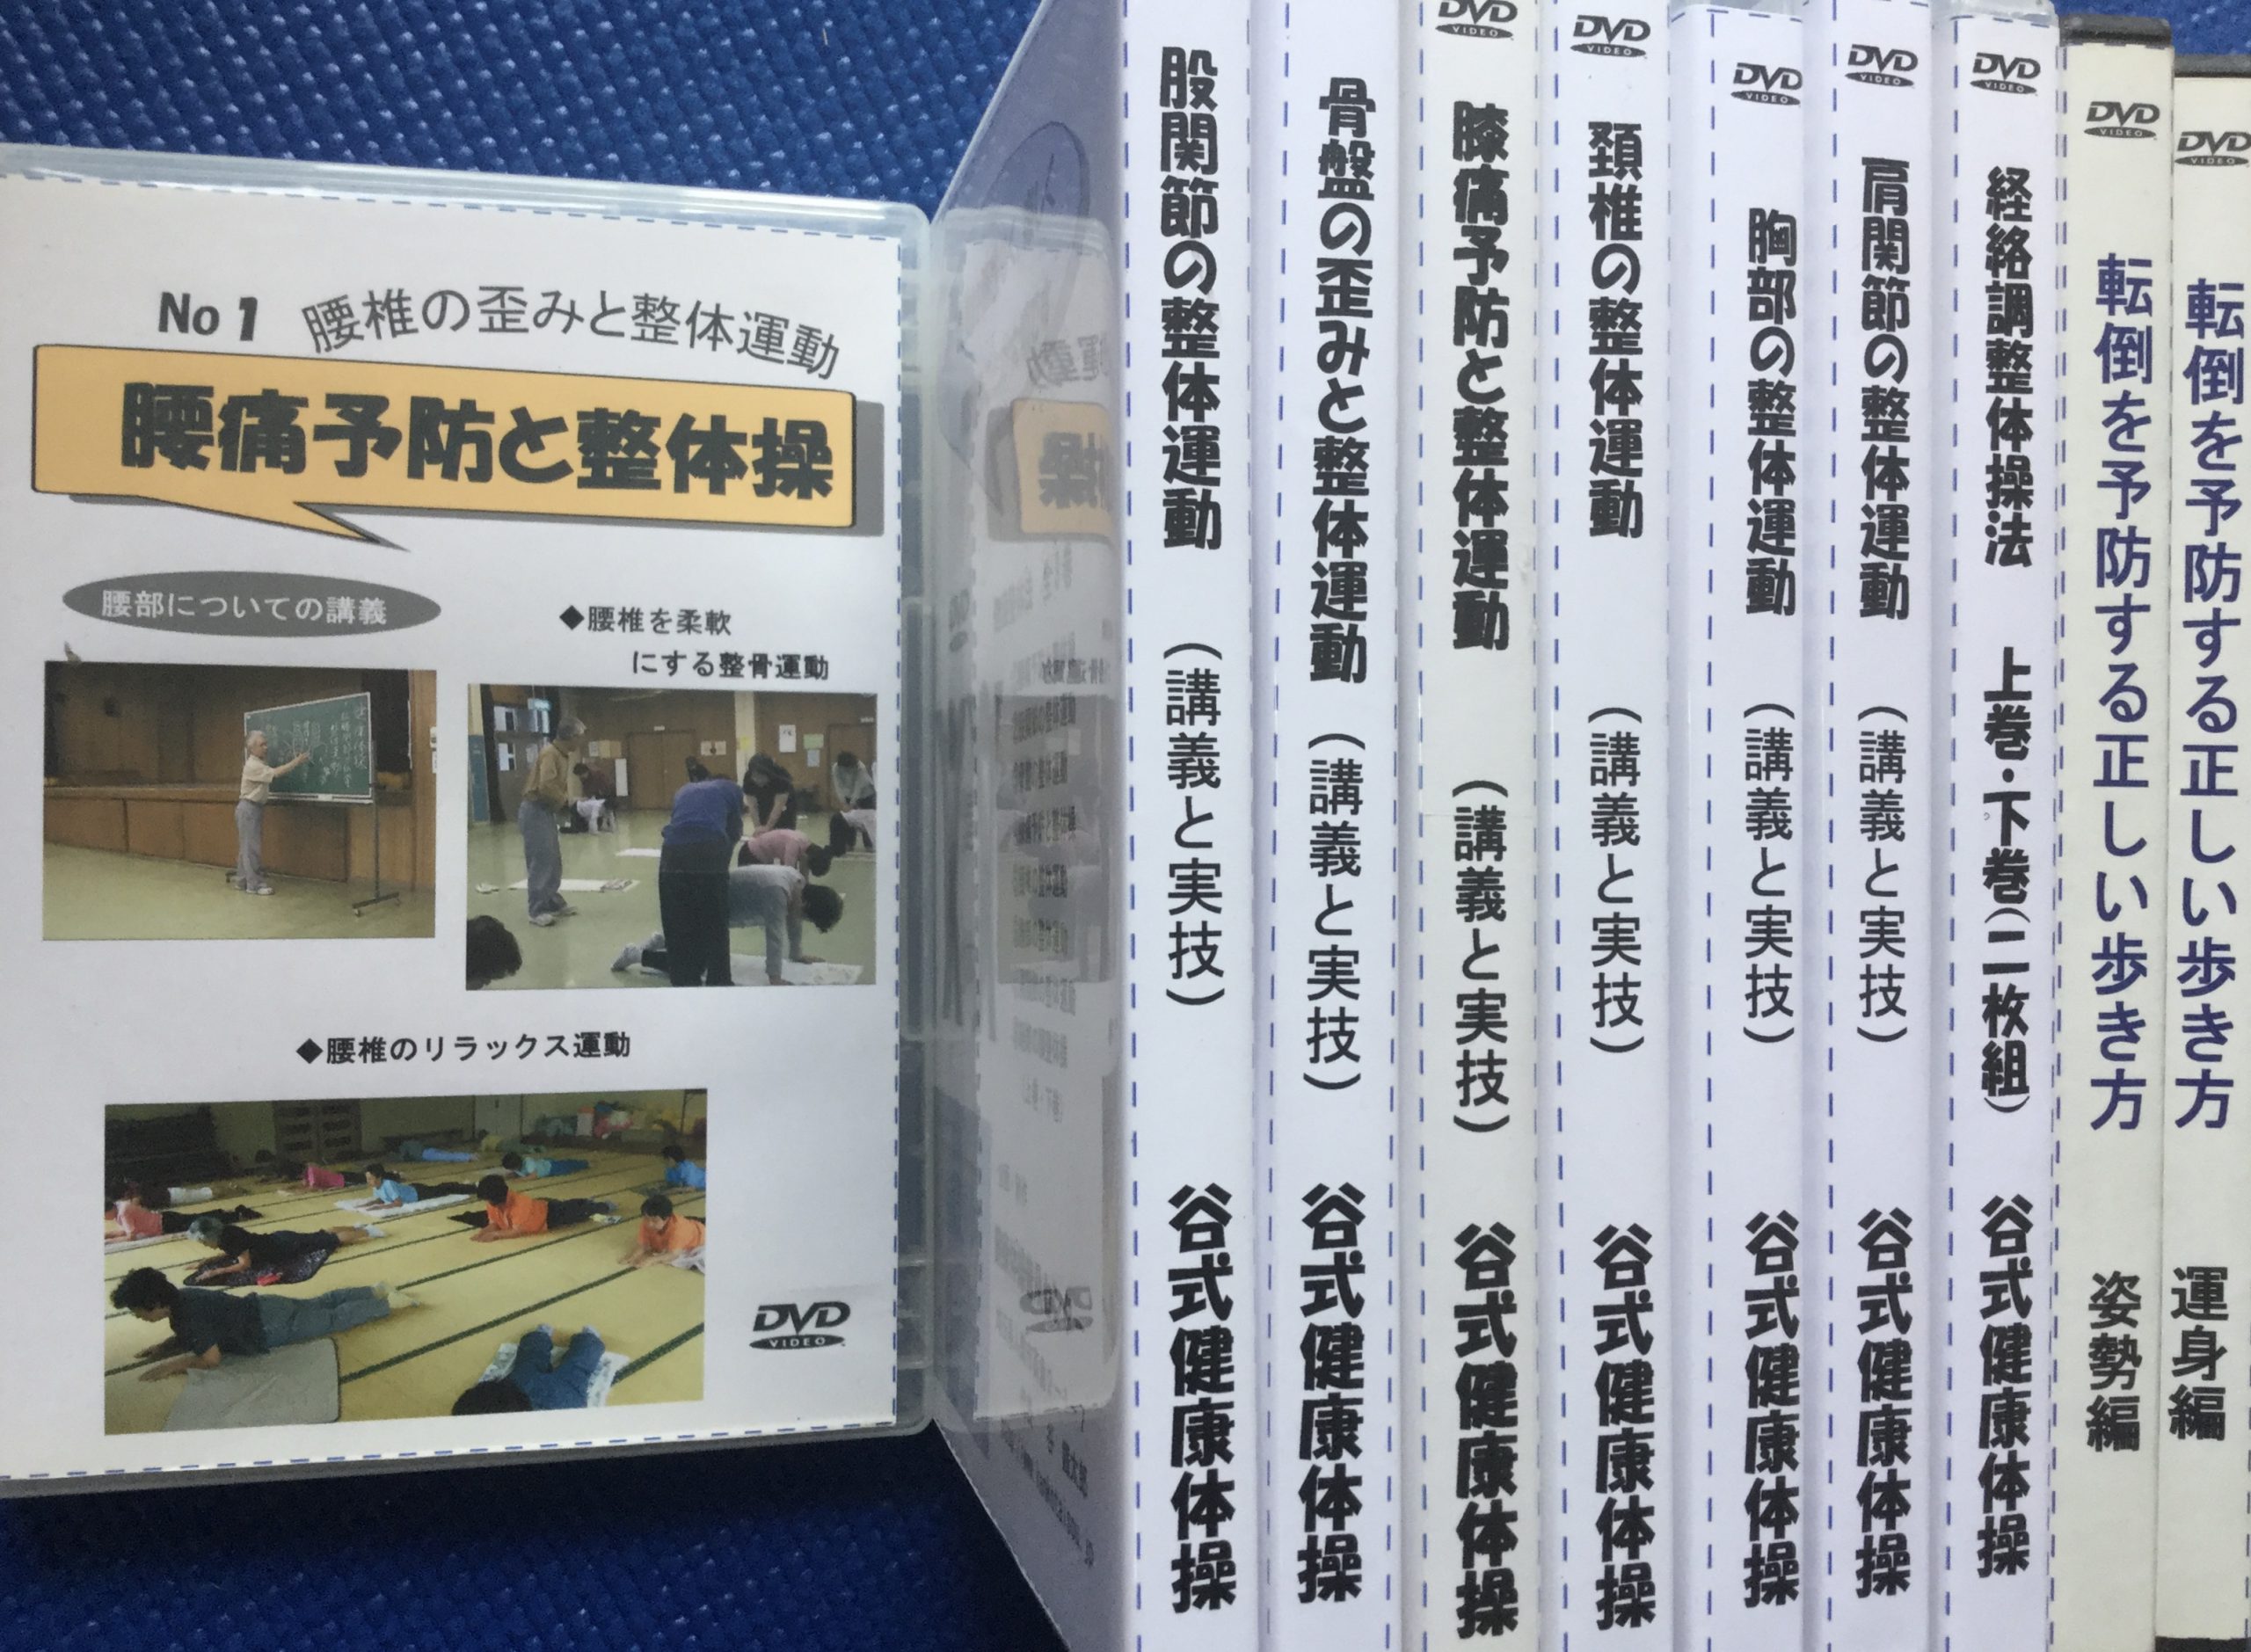 No 1 腰椎の歪みと整体運動
腰痛予防と整体操
腰部についての講義
◆腰椎を柔軟
にする整骨運動
◆腰椎のリラックス運動
DVD
VIDEO
股関節の整体運動 (講義と実技) 谷式健康体操
骨盤の歪みと整体運動 (講義と実技) 谷式健康体操
DVD
VIDEO
膝痛予防と整体運動 (講義と実技) 谷式健康体操
DVD
VIDEO
頚椎の整体運動 (講義と実技) 谷式健康体操
DVD
VIDEO
胸部の整体運動 (講義と実技) 谷式健康体操
DVD
VIDEO
肩関節の整体運動 (講義と実技) 谷式健康体操
DVD
VIDEO
経絡調整体操法 上巻・下巻(二枚組) 谷式健康体操
DVD
VIDEO
転倒を予防する正しい歩き方 姿勢編
DVD
VIDEO
転倒を予防する正しい歩き方 運身編